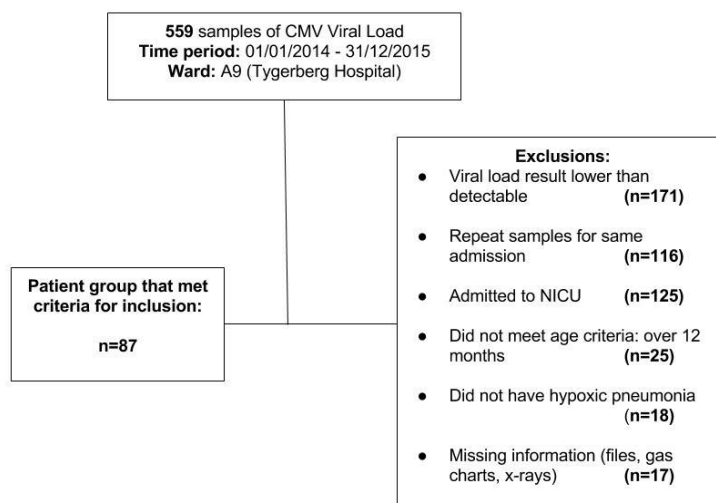 559 samples of CMV Viral Load
Time period: 01/01/2014 - 31/12/2015
Ward: A9 (Tygerberg Hospital)
Exclusions:
● Viral load result lower than
detectable (n=171)
● Repeat samples for same
admission (n=116)
● Admitted to NICU (n=125)
● Did not meet age criteria: over 12
months (n=25)
● Did not have hypoxic pneumonia
(n=18)
● Missing information (files, gas
charts, x-rays) (n=17)
Patient group that met
criteria for inclusion:
n=87